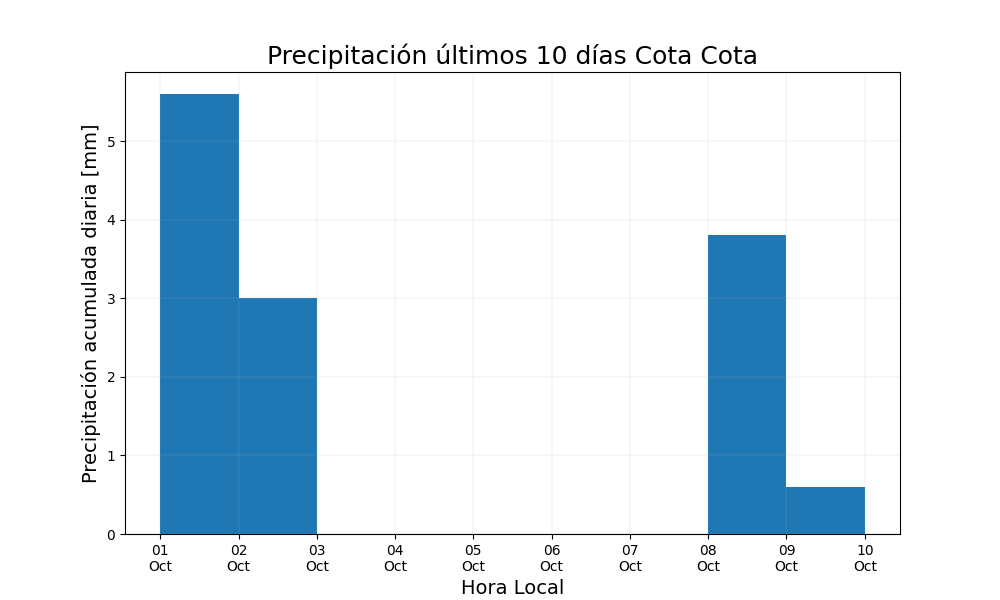 Precipitación últimos 10 días Cota Cota
Precipitación acumulada diaria [mm]
5
4
3
2
1
0
01 02 03 04 05 06 07 08 09 10
Oct Oct Oct Oct Oct Oct Oct Oct Oct Oct
Hora Local